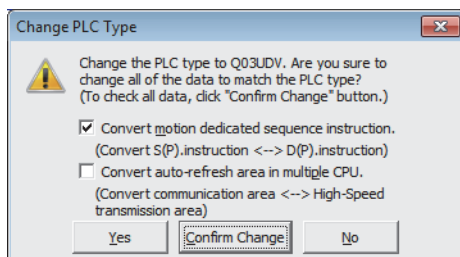 Change PLC Type
Change the PLC type to Q03UDV. Are you sure to
change all of the data to match the PLC type?
(To check all data, click "Confirm Change" button.)
Convert motion dedicated sequence instruction.
(Convert S(P).instruction <--> D(P).instruction)
Convert auto-refresh area in multiple CPU.
(Convert communication area <--> High-Speed
transmission area)
Yes Confirm Change No